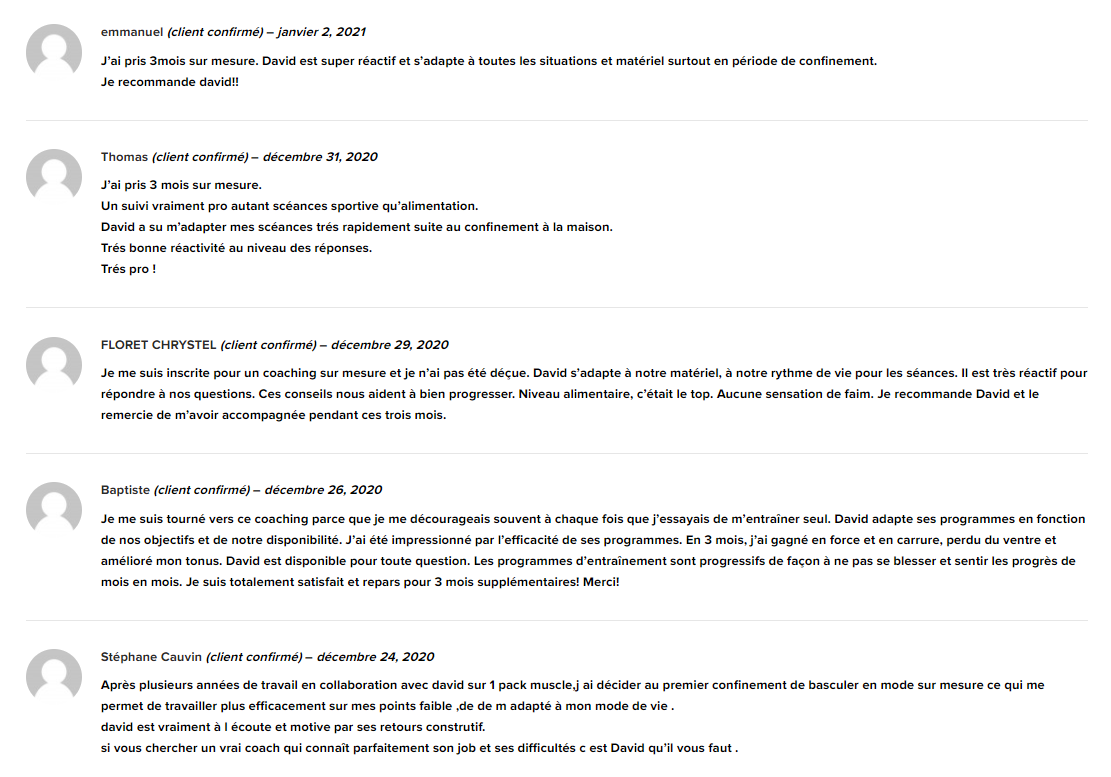 emmanuel (client confirmé) – janvier 2, 2021
J’ai pris 3mois sur mesure. David est super réactif et s’adapte à toutes les situations et matériel surtout en période de confinement.
Je recommande david!!
Thomas (client confirmé) – décembre 31, 2020
J’ai pris 3 mois sur mesure.
Un suivi vraiment pro autant scéances sportive qu’alimentation.
David a su m’adapter mes scéances trés rapidement suite au confinement à la maison.
Trés bonne réactivité au niveau des réponses.
Trés pro !
FLORET CHRYSTEL (client confirmé) – décembre 29, 2020
Je me suis inscrite pour un coaching sur mesure et je n’ai pas été déçue. David s’adapte à notre matériel, à notre rythme de vie pour les séances. Il est très réactif pour
répondre à nos questions. Ces conseils nous aident à bien progresser. Niveau alimentaire, c’était le top. Aucune sensation de faim. Je recommande David et le
remercie de m’avoir accompagnée pendant ces trois mois.
Baptiste (client confirmé) – décembre 26, 2020
Je me suis tourné vers ce coaching parce que je me décourageais souvent à chaque fois que j’essayais de m’entraîner seul. David adapte ses programmes en fonction
de nos objectifs et de notre disponibilité. J’ai été impressionné par l’efficacité de ses programmes. En 3 mois, j’ai gagné en force et en carrure, perdu du ventre et
amélioré mon tonus. David est disponible pour toute question. Les programmes d’entraînement sont progressifs de façon à ne pas se blesser et sentir les progrès de
mois en mois. Je suis totalement satisfait et repars pour 3 mois supplémentaires! Merci!
Stéphane Cauvin (client confirmé) – décembre 24, 2020
Après plusieurs années de travail en collaboration avec david sur 1 pack muscle,j ai décider au premier confinement de basculer en mode sur mesure ce qui me
permet de travailler plus efficacement sur mes points faible ,de de m adapté à mon mode de vie .
david est vraiment à l écoute et motive par ses retours construtif.
si vous chercher un vrai coach qui connaît parfaitement son job et ses difficultés c est David qu’il vous faut .